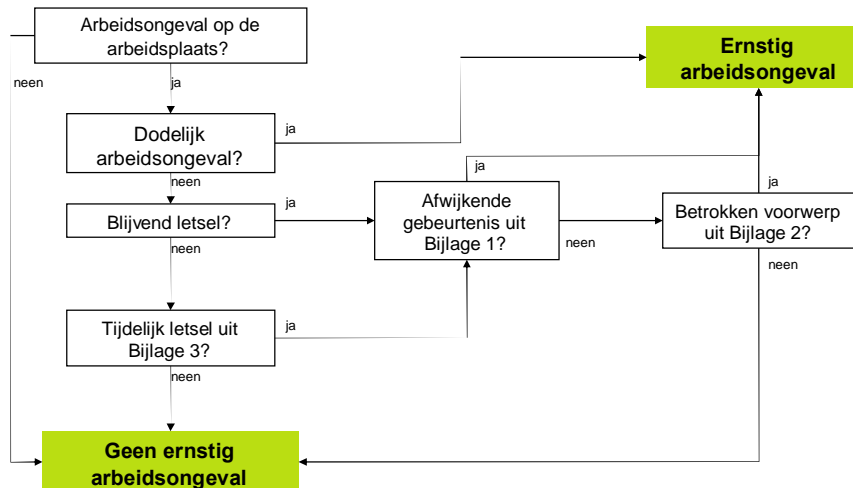 Arbeidsongeval op de
arbeidsplaats?
Ernstig
arbeidsongeval
neen
ja
Dodelijk
arbeidsongeval?
ja
neen
ja
Blijvend letsel?
ja
Afwijkende
gebeurtenis uit
Bijlage 1?
neen
ja
Betrokken voorwerp
uit Bijlage 2?
neen
neen
Tijdelijk letsel uit
Bijlage 3?
ja
neen
Geen ernstig
arbeidsongeval